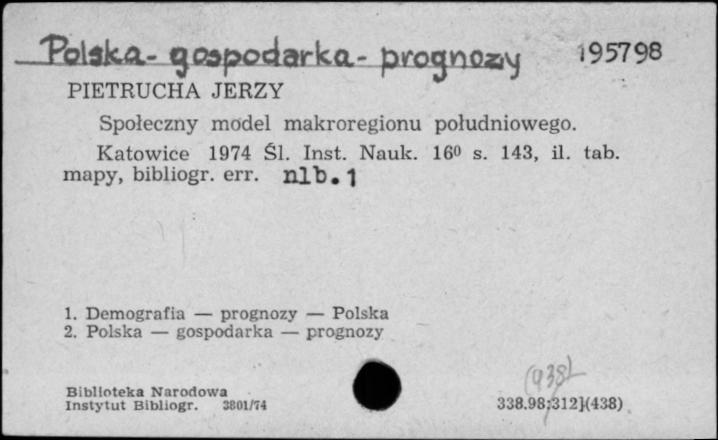 Polska - gospodarka - prognozy 195798
PIETRUCHA JERZY
Społeczny model makroregionu południowego.
Katowice 1974 Śl. Inst. Nauk. 16⁰ s. 143, il. tab.
mapy, bibliogr. err. nlb. 1
1. Demografia — prognozy — Polska
2. Polska — gospodarka — prognozy
(438)
Biblioteka Narodowa
Instytut Bibliogr. 3801/74 338.98;312](438)